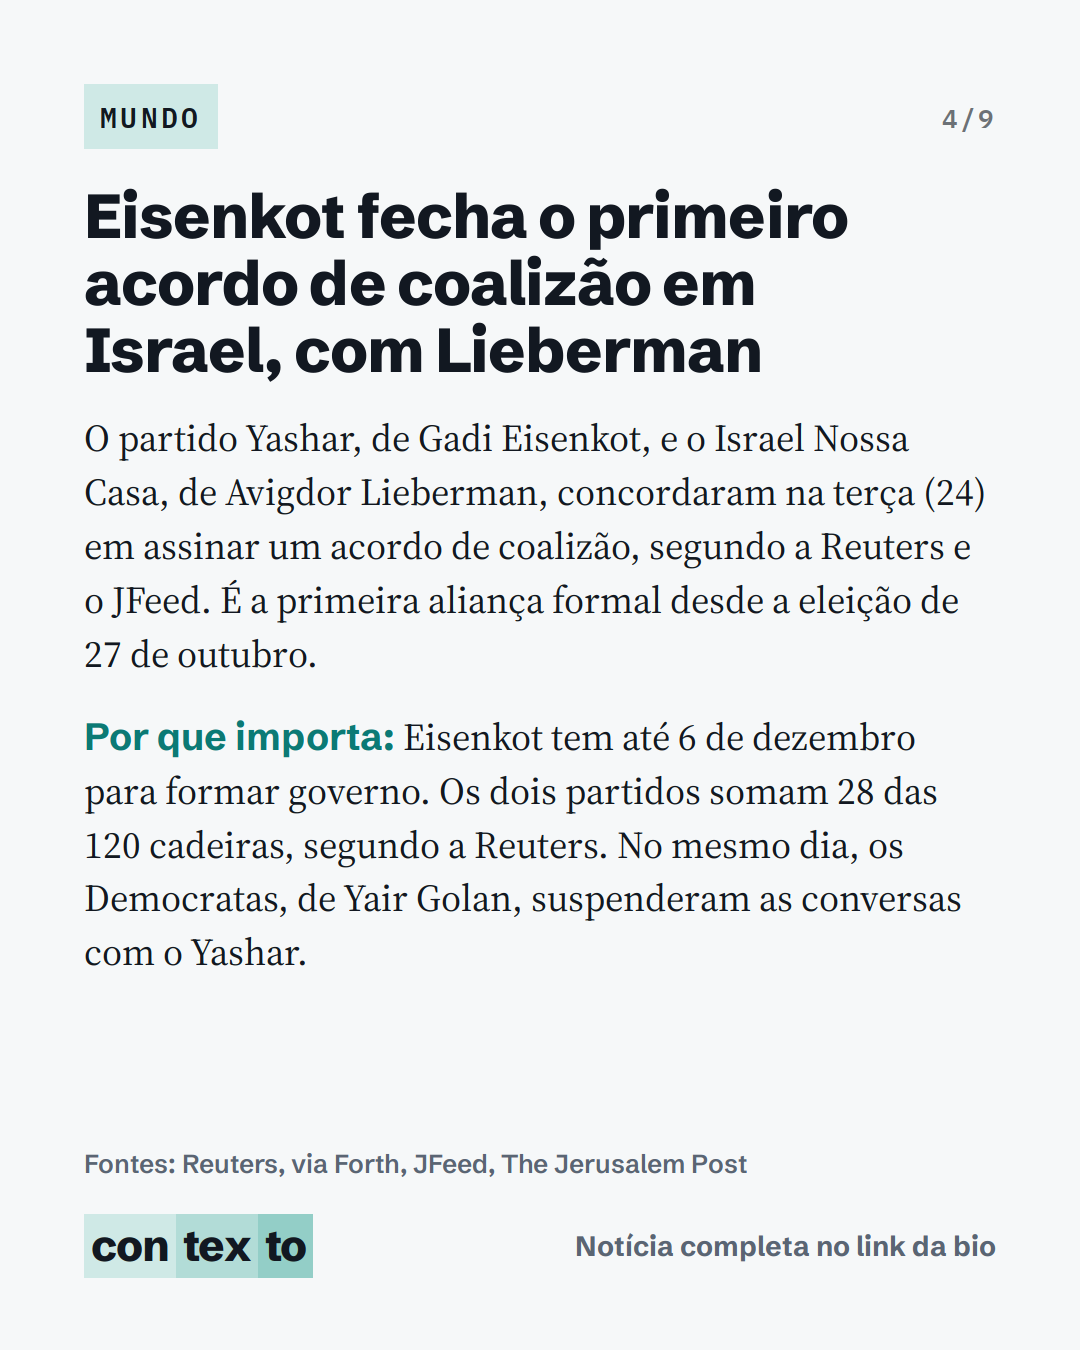 MUNDO
4/9
Eisenkot fecha o primeiro
acordo de coalizão em
Israel, com Lieberman
O partido Yashar, de Gadi Eisenkot, e o Israel Nossa
Casa, de Avigdor Lieberman, concordaram na terça (24)
em assinar um acordo de coalizão, segundo a Reuters e
o JFeed. É a primeira aliança formal desde a eleição de
27 de outubro.
Por que importa: Eisenkot tem até 6 de dezembro
para formar governo. Os dois partidos somam 28 das
120 cadeiras, segundo a Reuters. No mesmo dia, os
Democratas, de Yair Golan, suspenderam as conversas
com o Yashar.
Fontes: Reuters, via Forth, JFeed, The Jerusalem Post
contexto
Notícia completa no link da bio